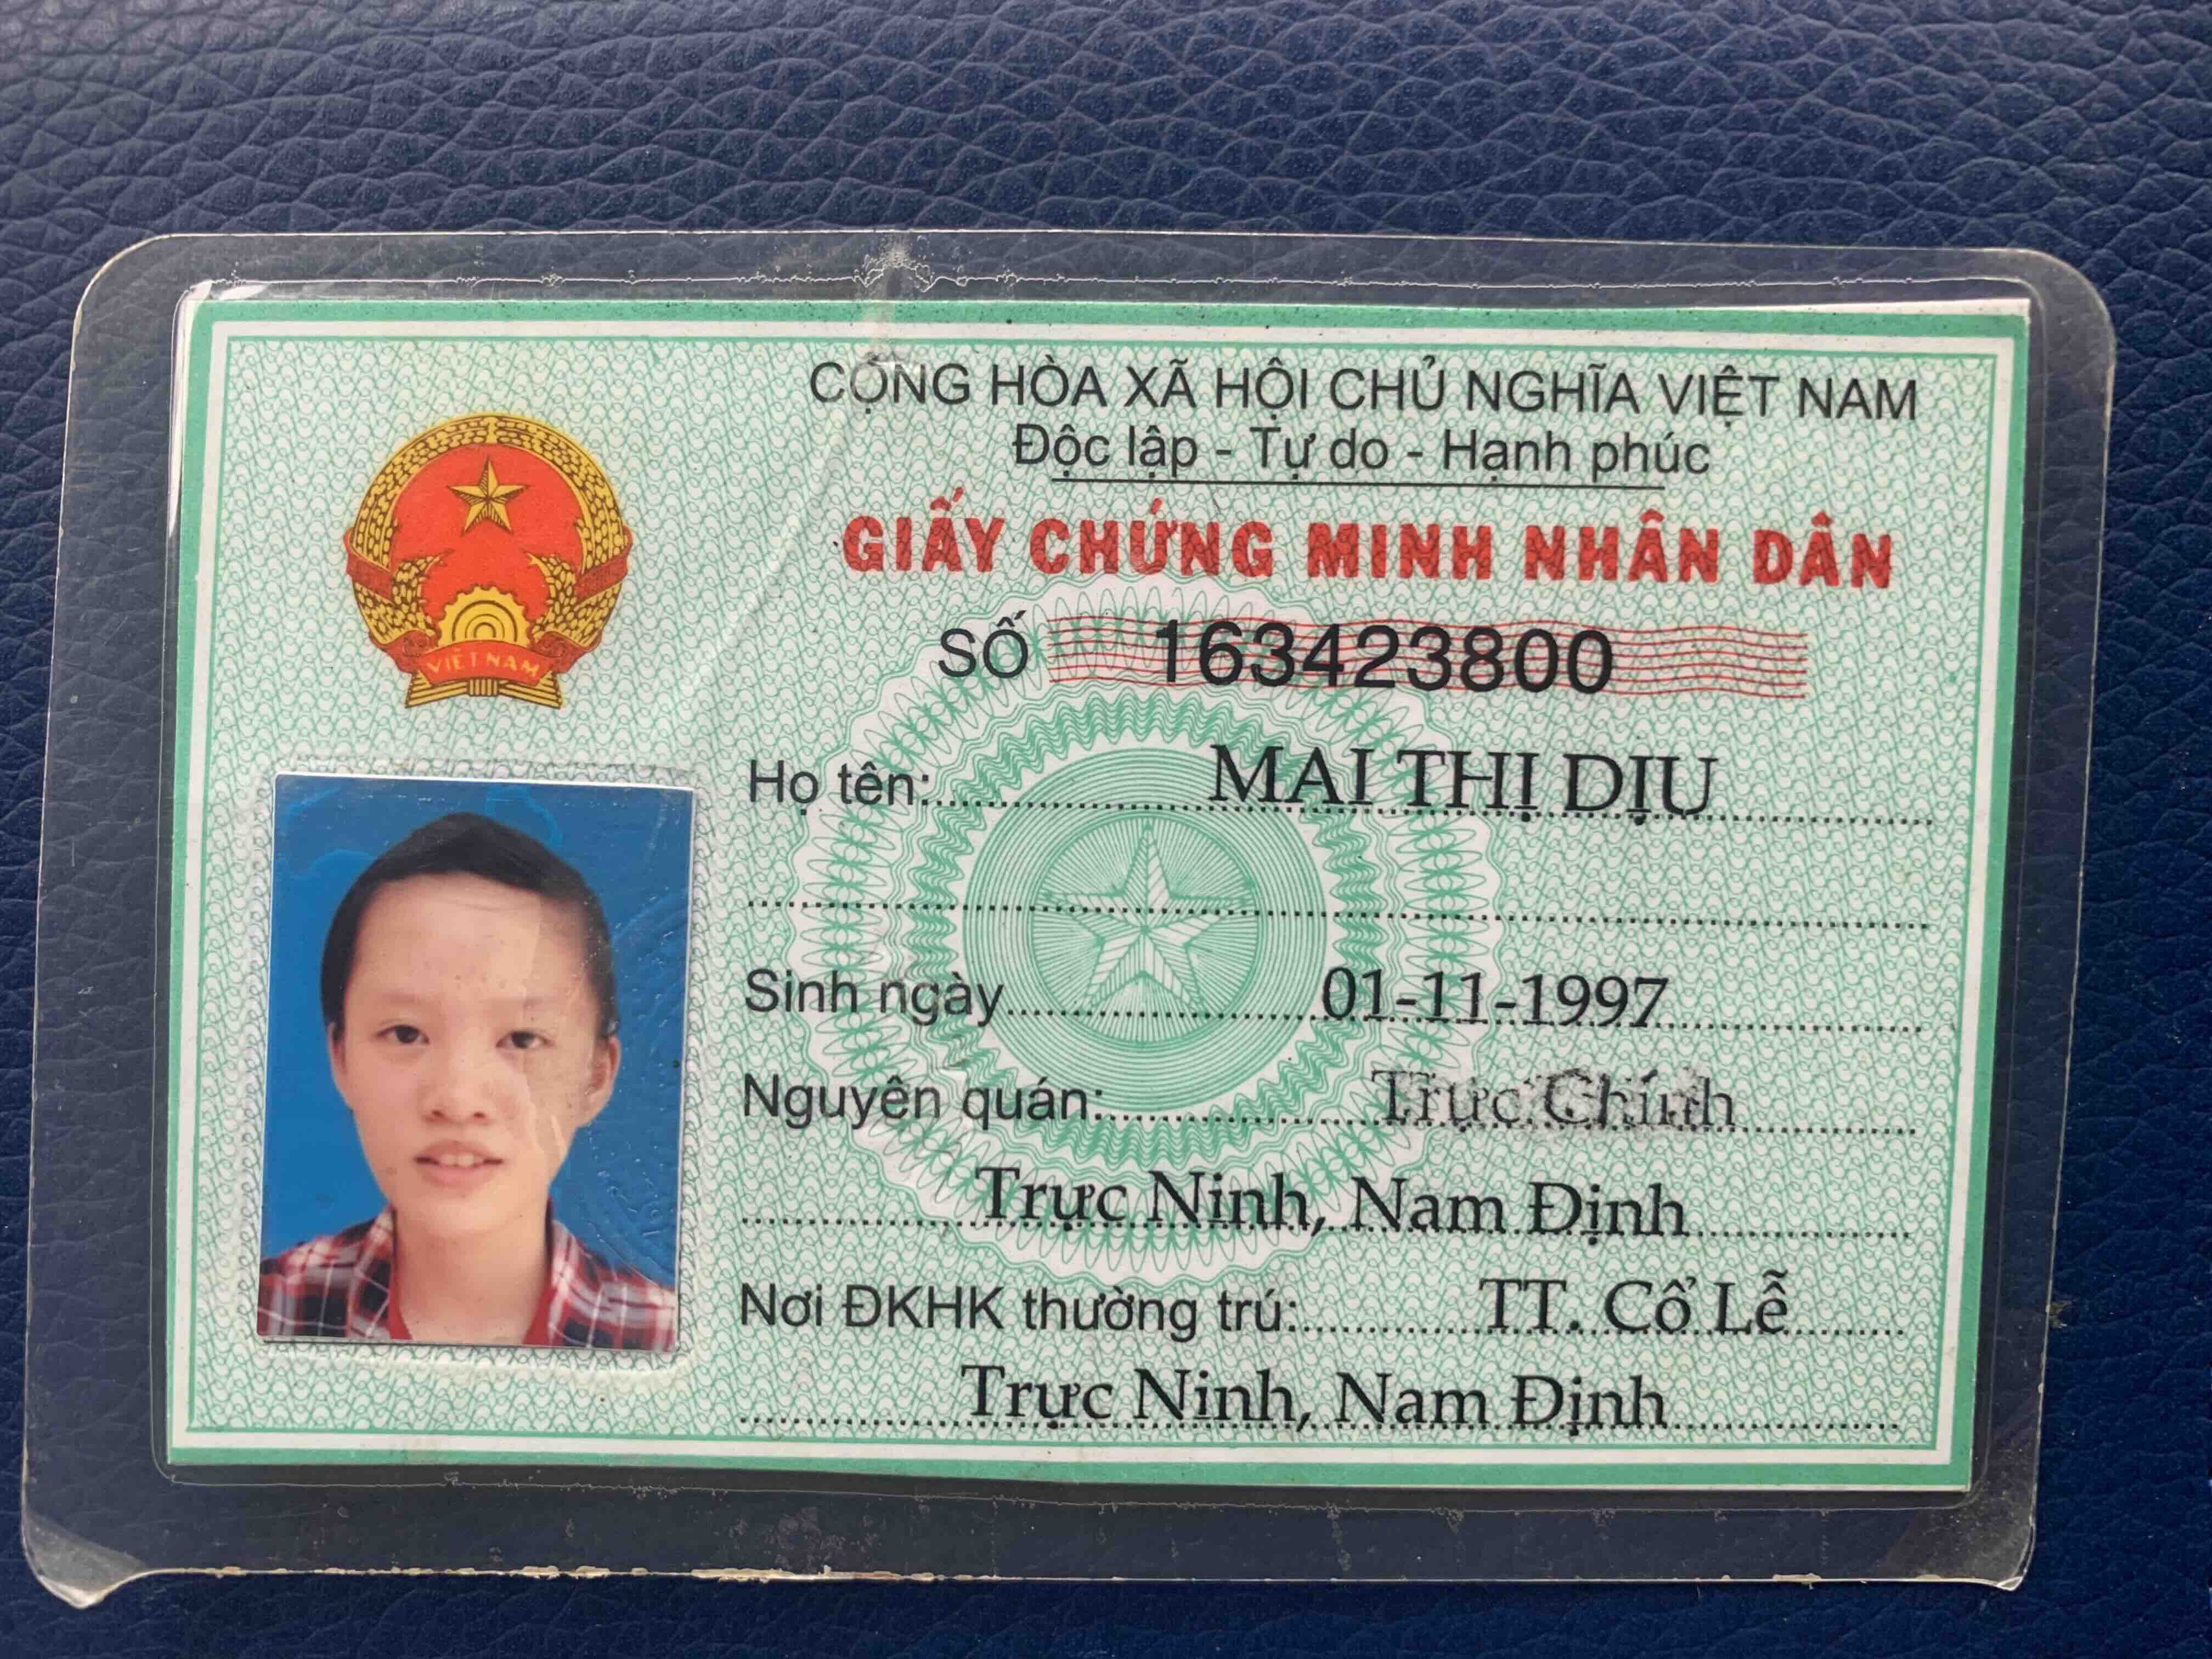 CỘNG HÒA XÃ HỘI CHỦ NGHĨA VIỆT NAM
Độc lập - Tự do - Hạnh phúc
GIẤY CHỨNG MINH NHÂN DÂN
SỐ 163423800
VIỆT NAM
Họ tên: MAI THỊ DỊU
Sinh ngày 01-11-1997
Nguyên quán: Trực Chính
Trực Ninh, Nam Định
Nơi ĐKHK thường trú: TT. Cổ Lễ
Trực Ninh, Nam Định